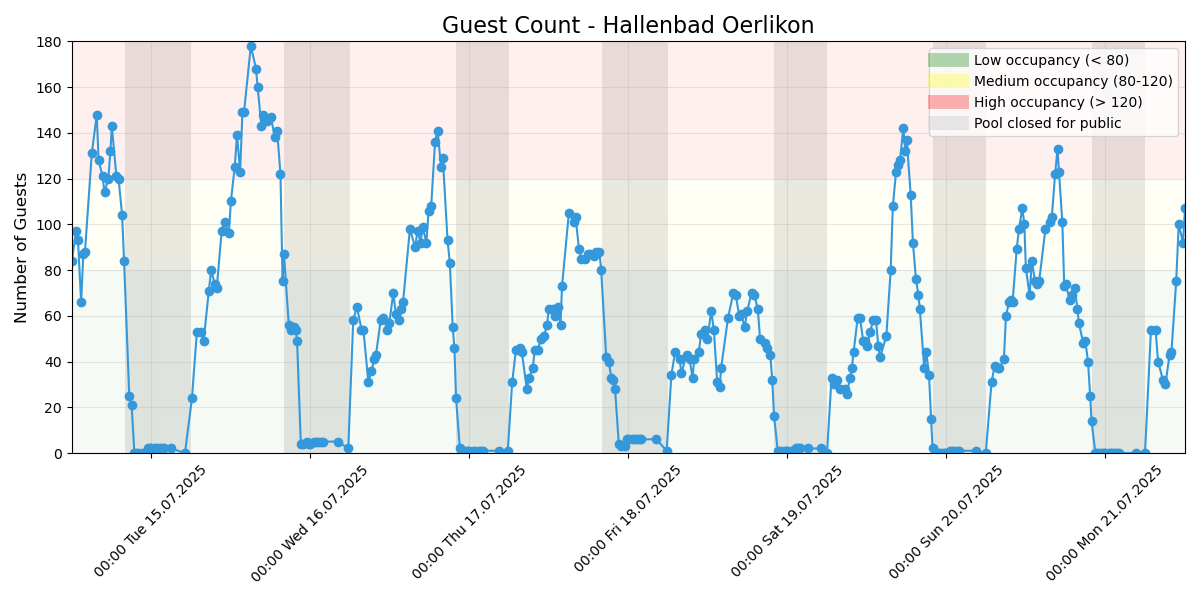 Guest Count - Hallenbad Oerlikon
Number of Guests
180
160
140
120
100
80
60
40
20
0
Low occupancy (< 80)
Medium occupancy (80-120)
High occupancy (> 120)
Pool closed for public
00:00 Tue 15.07.2025
00:00 Wed 16.07.2025
00:00 Thu 17.07.2025
00:00 Fri 18.07.2025
00:00 Sat 19.07.2025
00:00 Sun 20.07.2025
00:00 Mon 21.07.2025